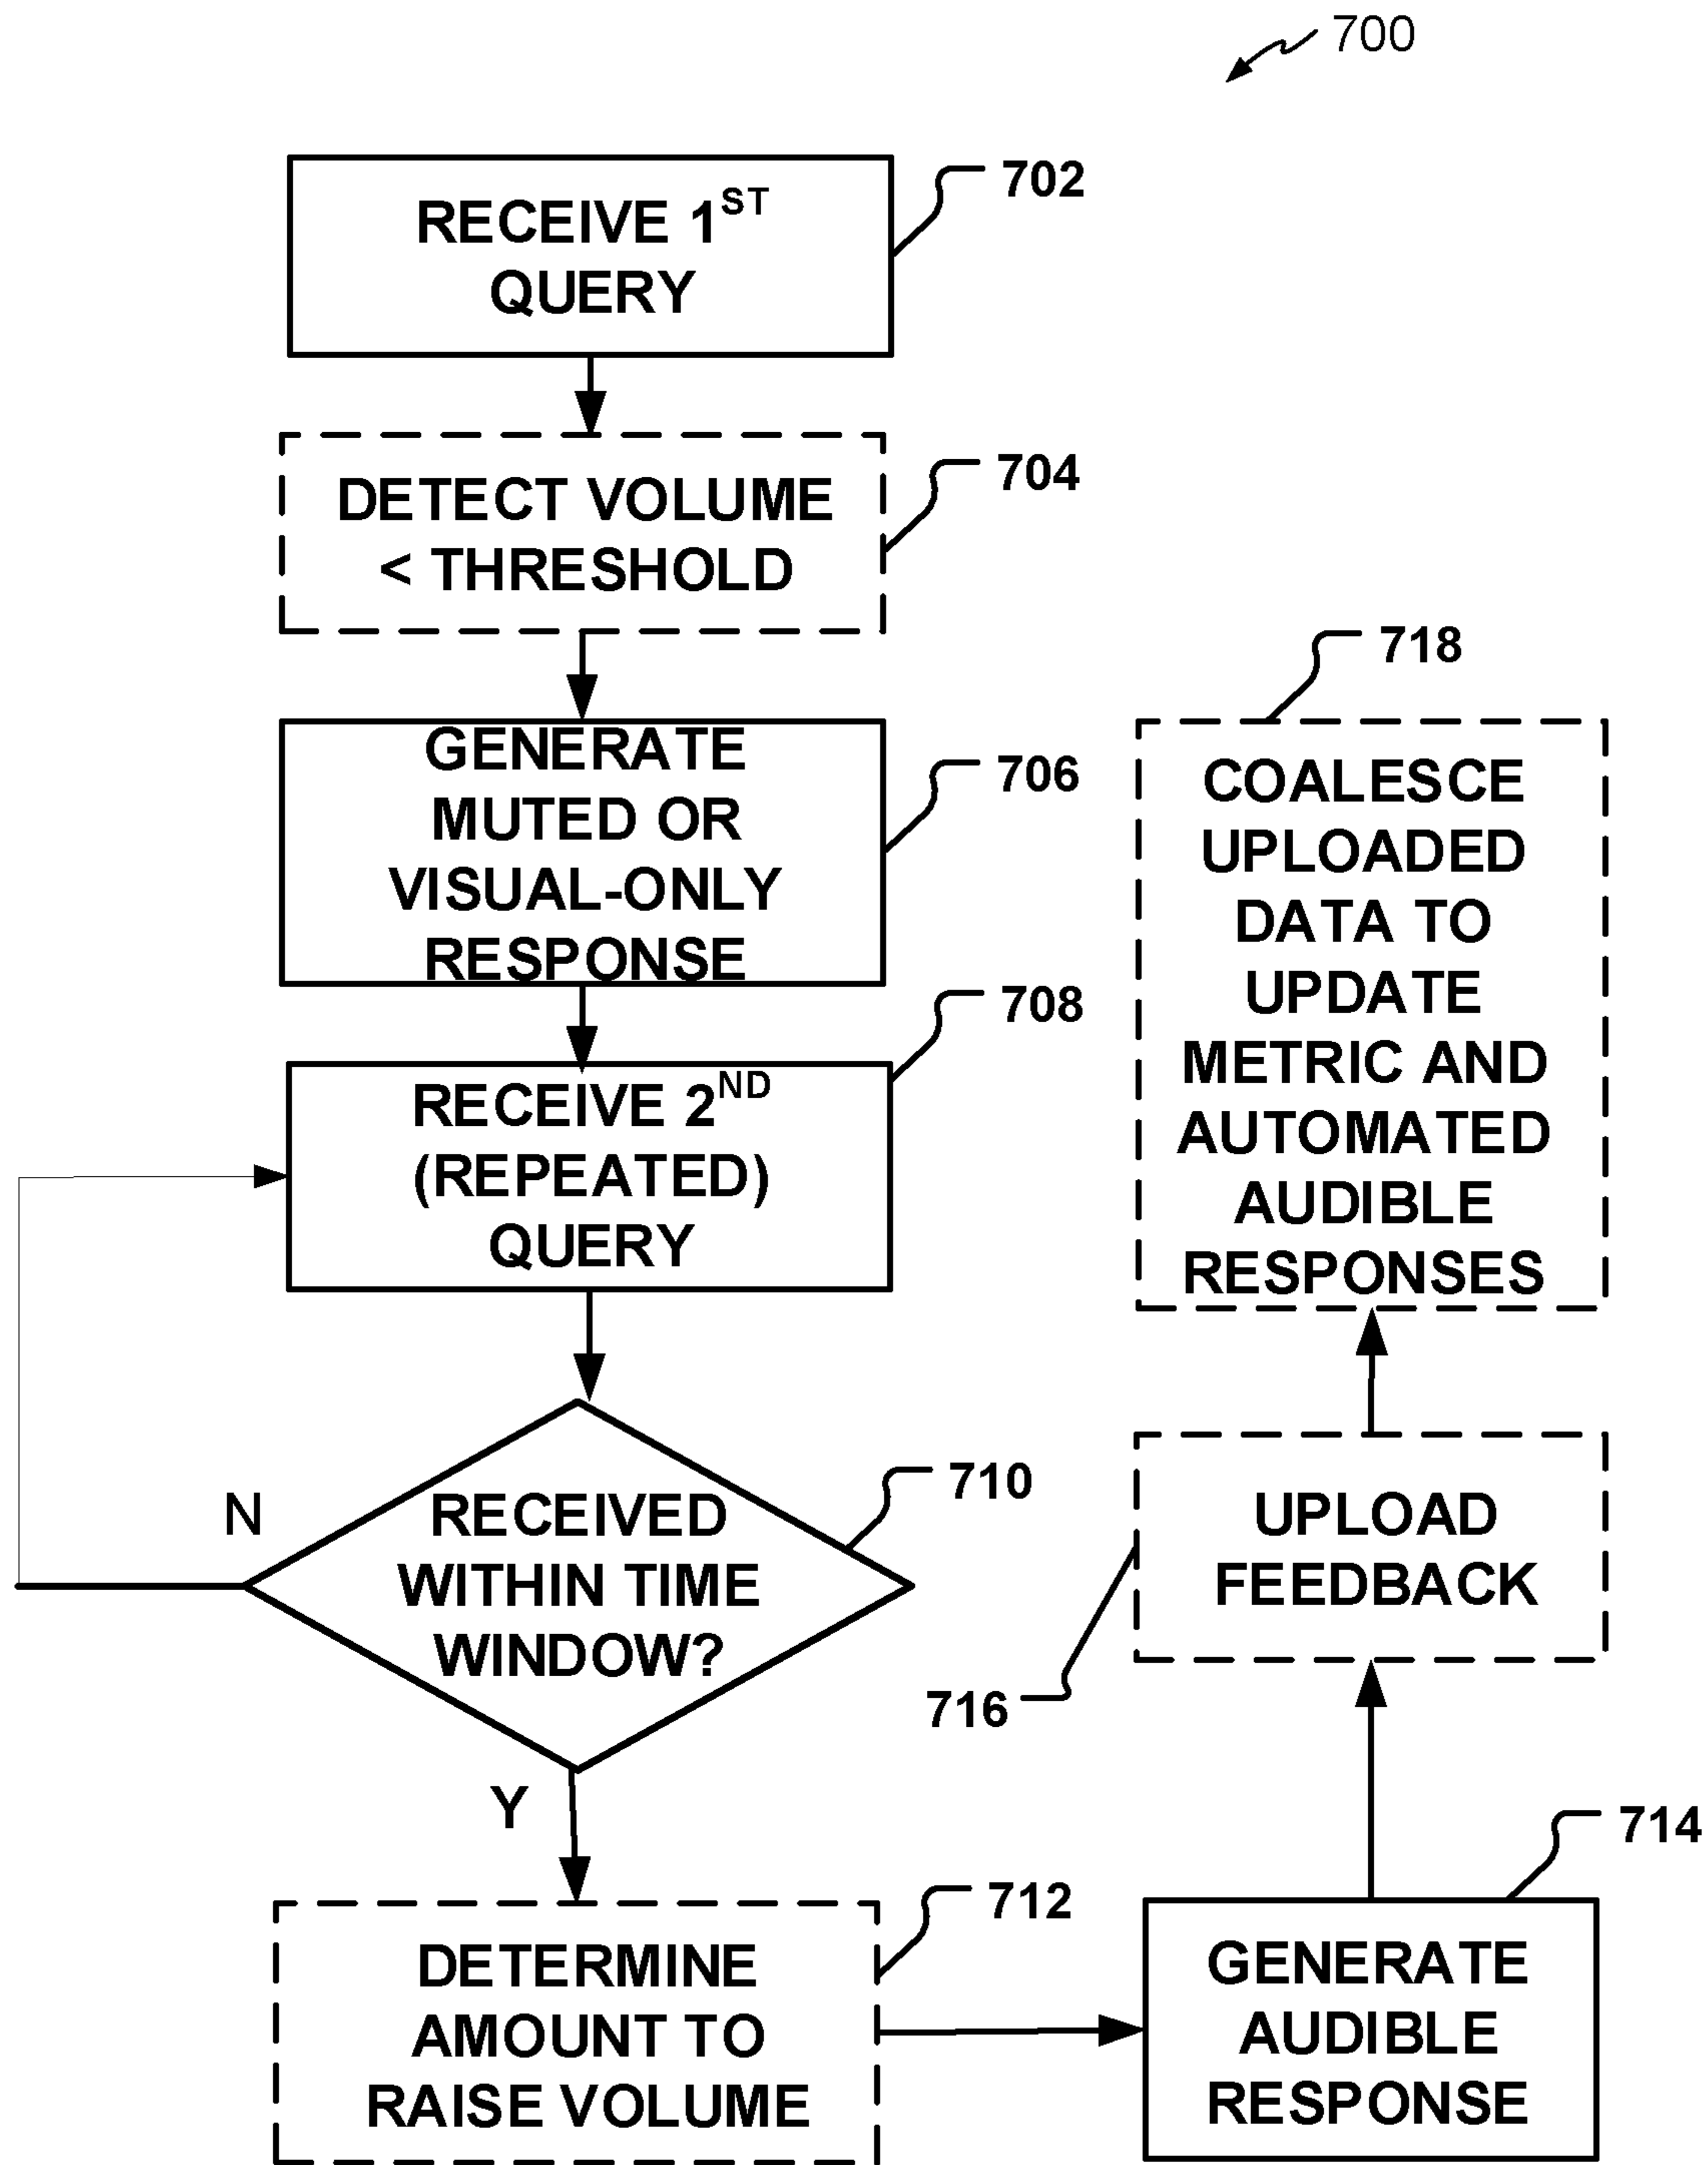 700
RECEIVE 1ST
QUERY
702
DETECT VOLUME
< THRESHOLD
704
GENERATE
MUTED OR
VISUAL-ONLY
RESPONSE
706
RECEIVE 2ND
(REPEATED)
QUERY
708
RECEIVED
WITHIN TIME
WINDOW?
710
N
Y
DETERMINE
AMOUNT TO
RAISE VOLUME
712
GENERATE
AUDIBLE
RESPONSE
714
UPLOAD
FEEDBACK
716
COALESCE
UPLOADED
DATA TO
UPDATE
METRIC AND
AUTOMATED
AUDIBLE
RESPONSES
718